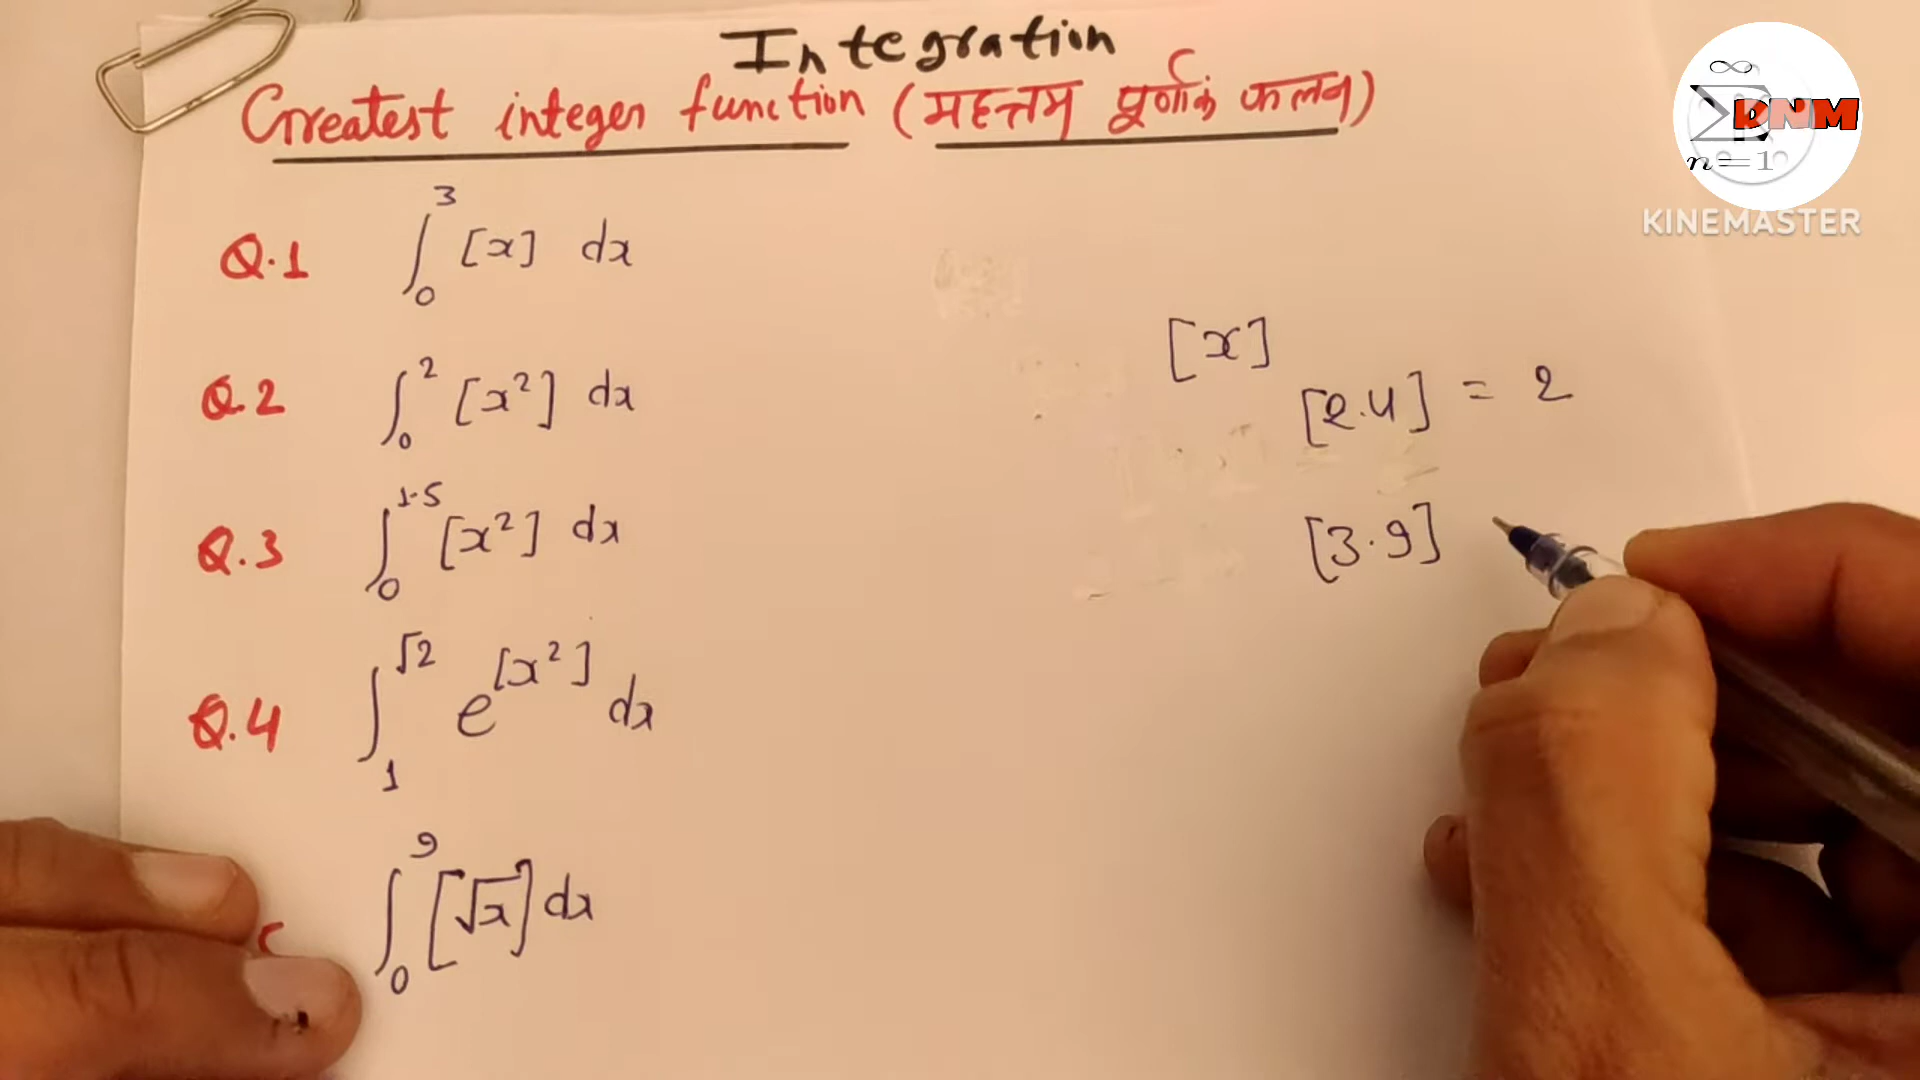 Integration
Greatest integer function (महत्तम पूर्णांक फलन)
Q.1 ∫₀³ [x] dx
Q.2 ∫₀² [x²] dx
Q.3 ∫₀^1.5 [x²] dx
Q.4 ∫₁^√2 e^[x²] dx
∫₀⁹ [√x] dx
[x]
[2.4] = 2
[3.9]
∞
Σ DNM
n=1
KINEMASTER